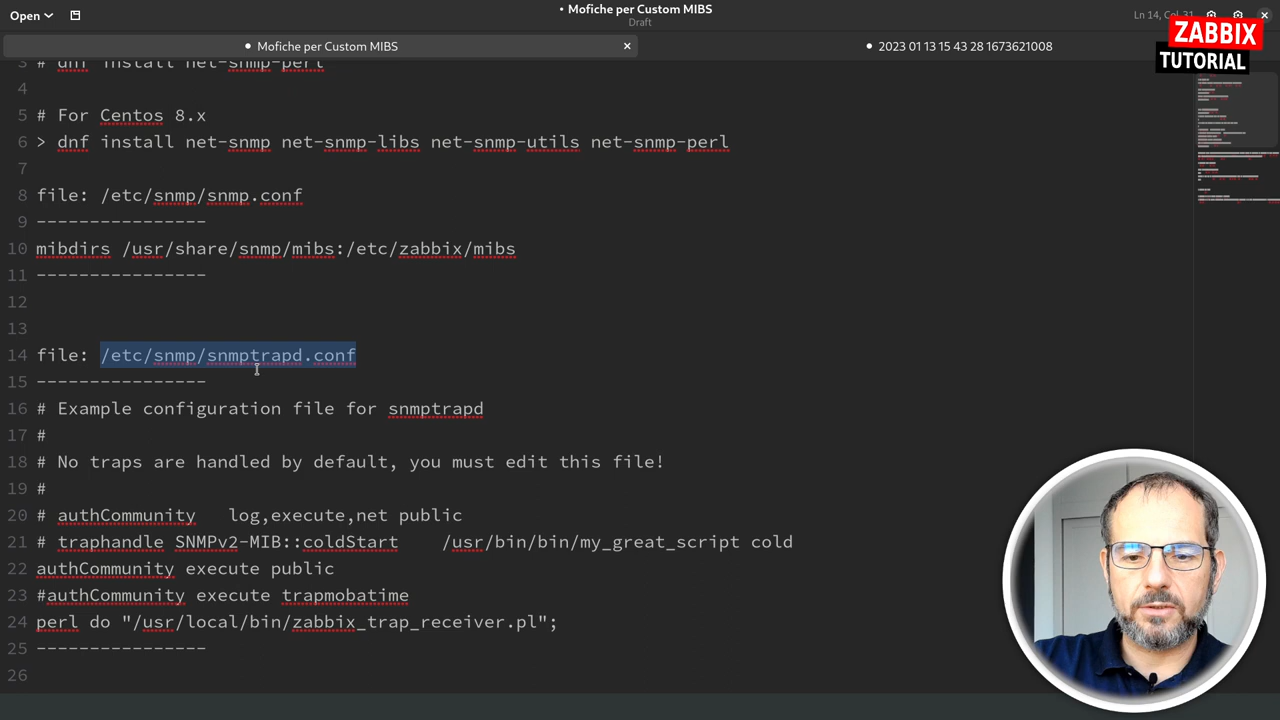 Open
• Mofiche per Custom MIBS
Draft
Ln 14, Col 31
ZABBIX
TUTORIAL
Mofiche per Custom MIBS
2023 01 13 15 43 28 1673621008
3 # dnf install net-snmp-perl
4
5 # For Centos 8.x
6 > dnf install net-snmp net-snmp-libs net-snmp-utils net-snmp-perl
7
8 file: /etc/snmp/snmp.conf
9 ----------------
10 mibdirs /usr/share/snmp/mibs:/etc/zabbix/mibs
11 ----------------
12
13
14 file: /etc/snmp/snmptrapd.conf
15 ----------------
16 # Example configuration file for snmptrapd
17 #
18 # No traps are handled by default, you must edit this file!
19 #
20 # authCommunity   log,execute,net public
21 # traphandle SNMPv2-MIB::coldStart    /usr/bin/bin/my_great_script cold
22 authCommunity execute public
23 #authCommunity execute trapmobatime
24 perl do "/usr/local/bin/zabbix_trap_receiver.pl";
25 ----------------
26